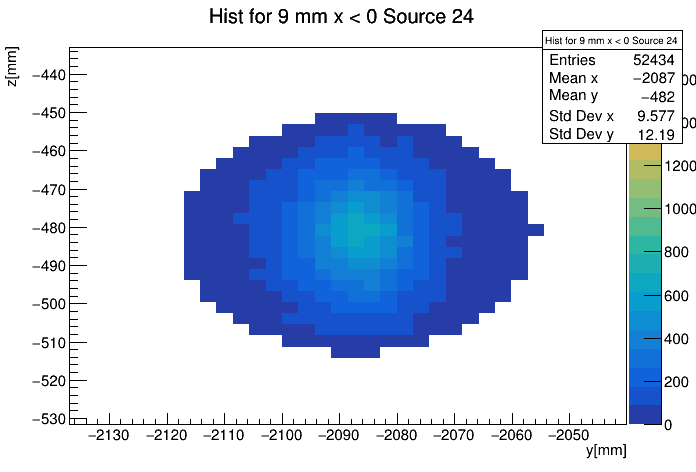 Hist for 9 mm x < 0 Source 24
z[mm]
−440
−450
−460
−470
−480
−490
−500
−510
−520
−530
−2130
−2120
−2110
−2100
−2090
−2080
−2070
−2060
−2050
y[mm]
Hist for 9 mm x < 0 Source 24
Entries 52434
Mean x −2087
Mean y −482
Std Dev x 9.577
Std Dev y 12.19
1200
1000
800
600
400
200
0